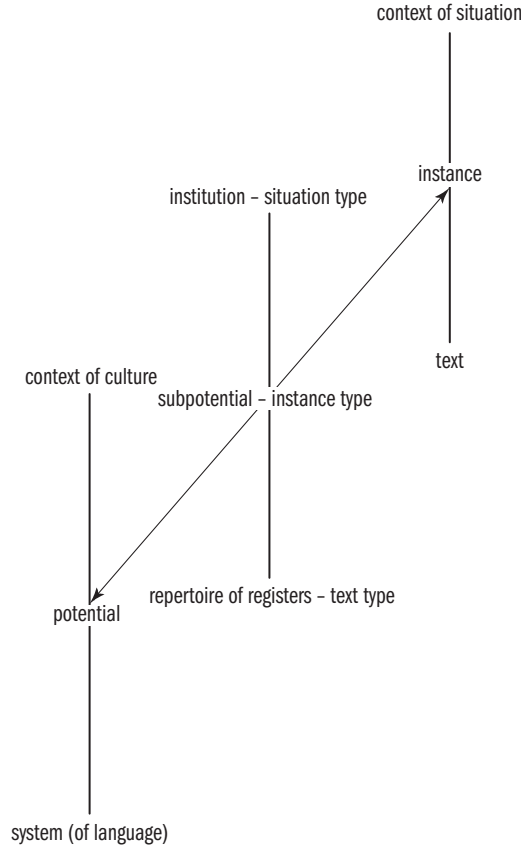 context of situation
instance
institution – situation type
text
context of culture
subpotential – instance type
repertoire of registers – text type
potential
system (of language)